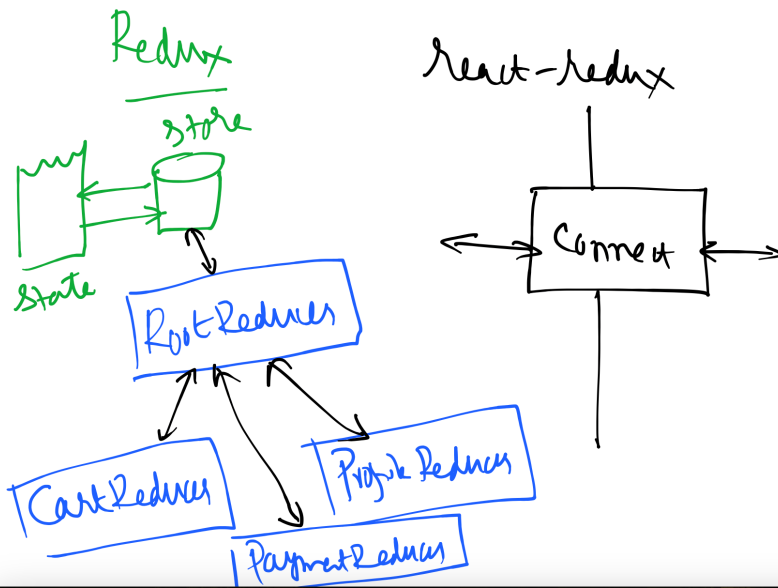 Redux
store
state
RootReducer
CartReducer
ProfileReducer
PaymentReducer
react-redux
Connect